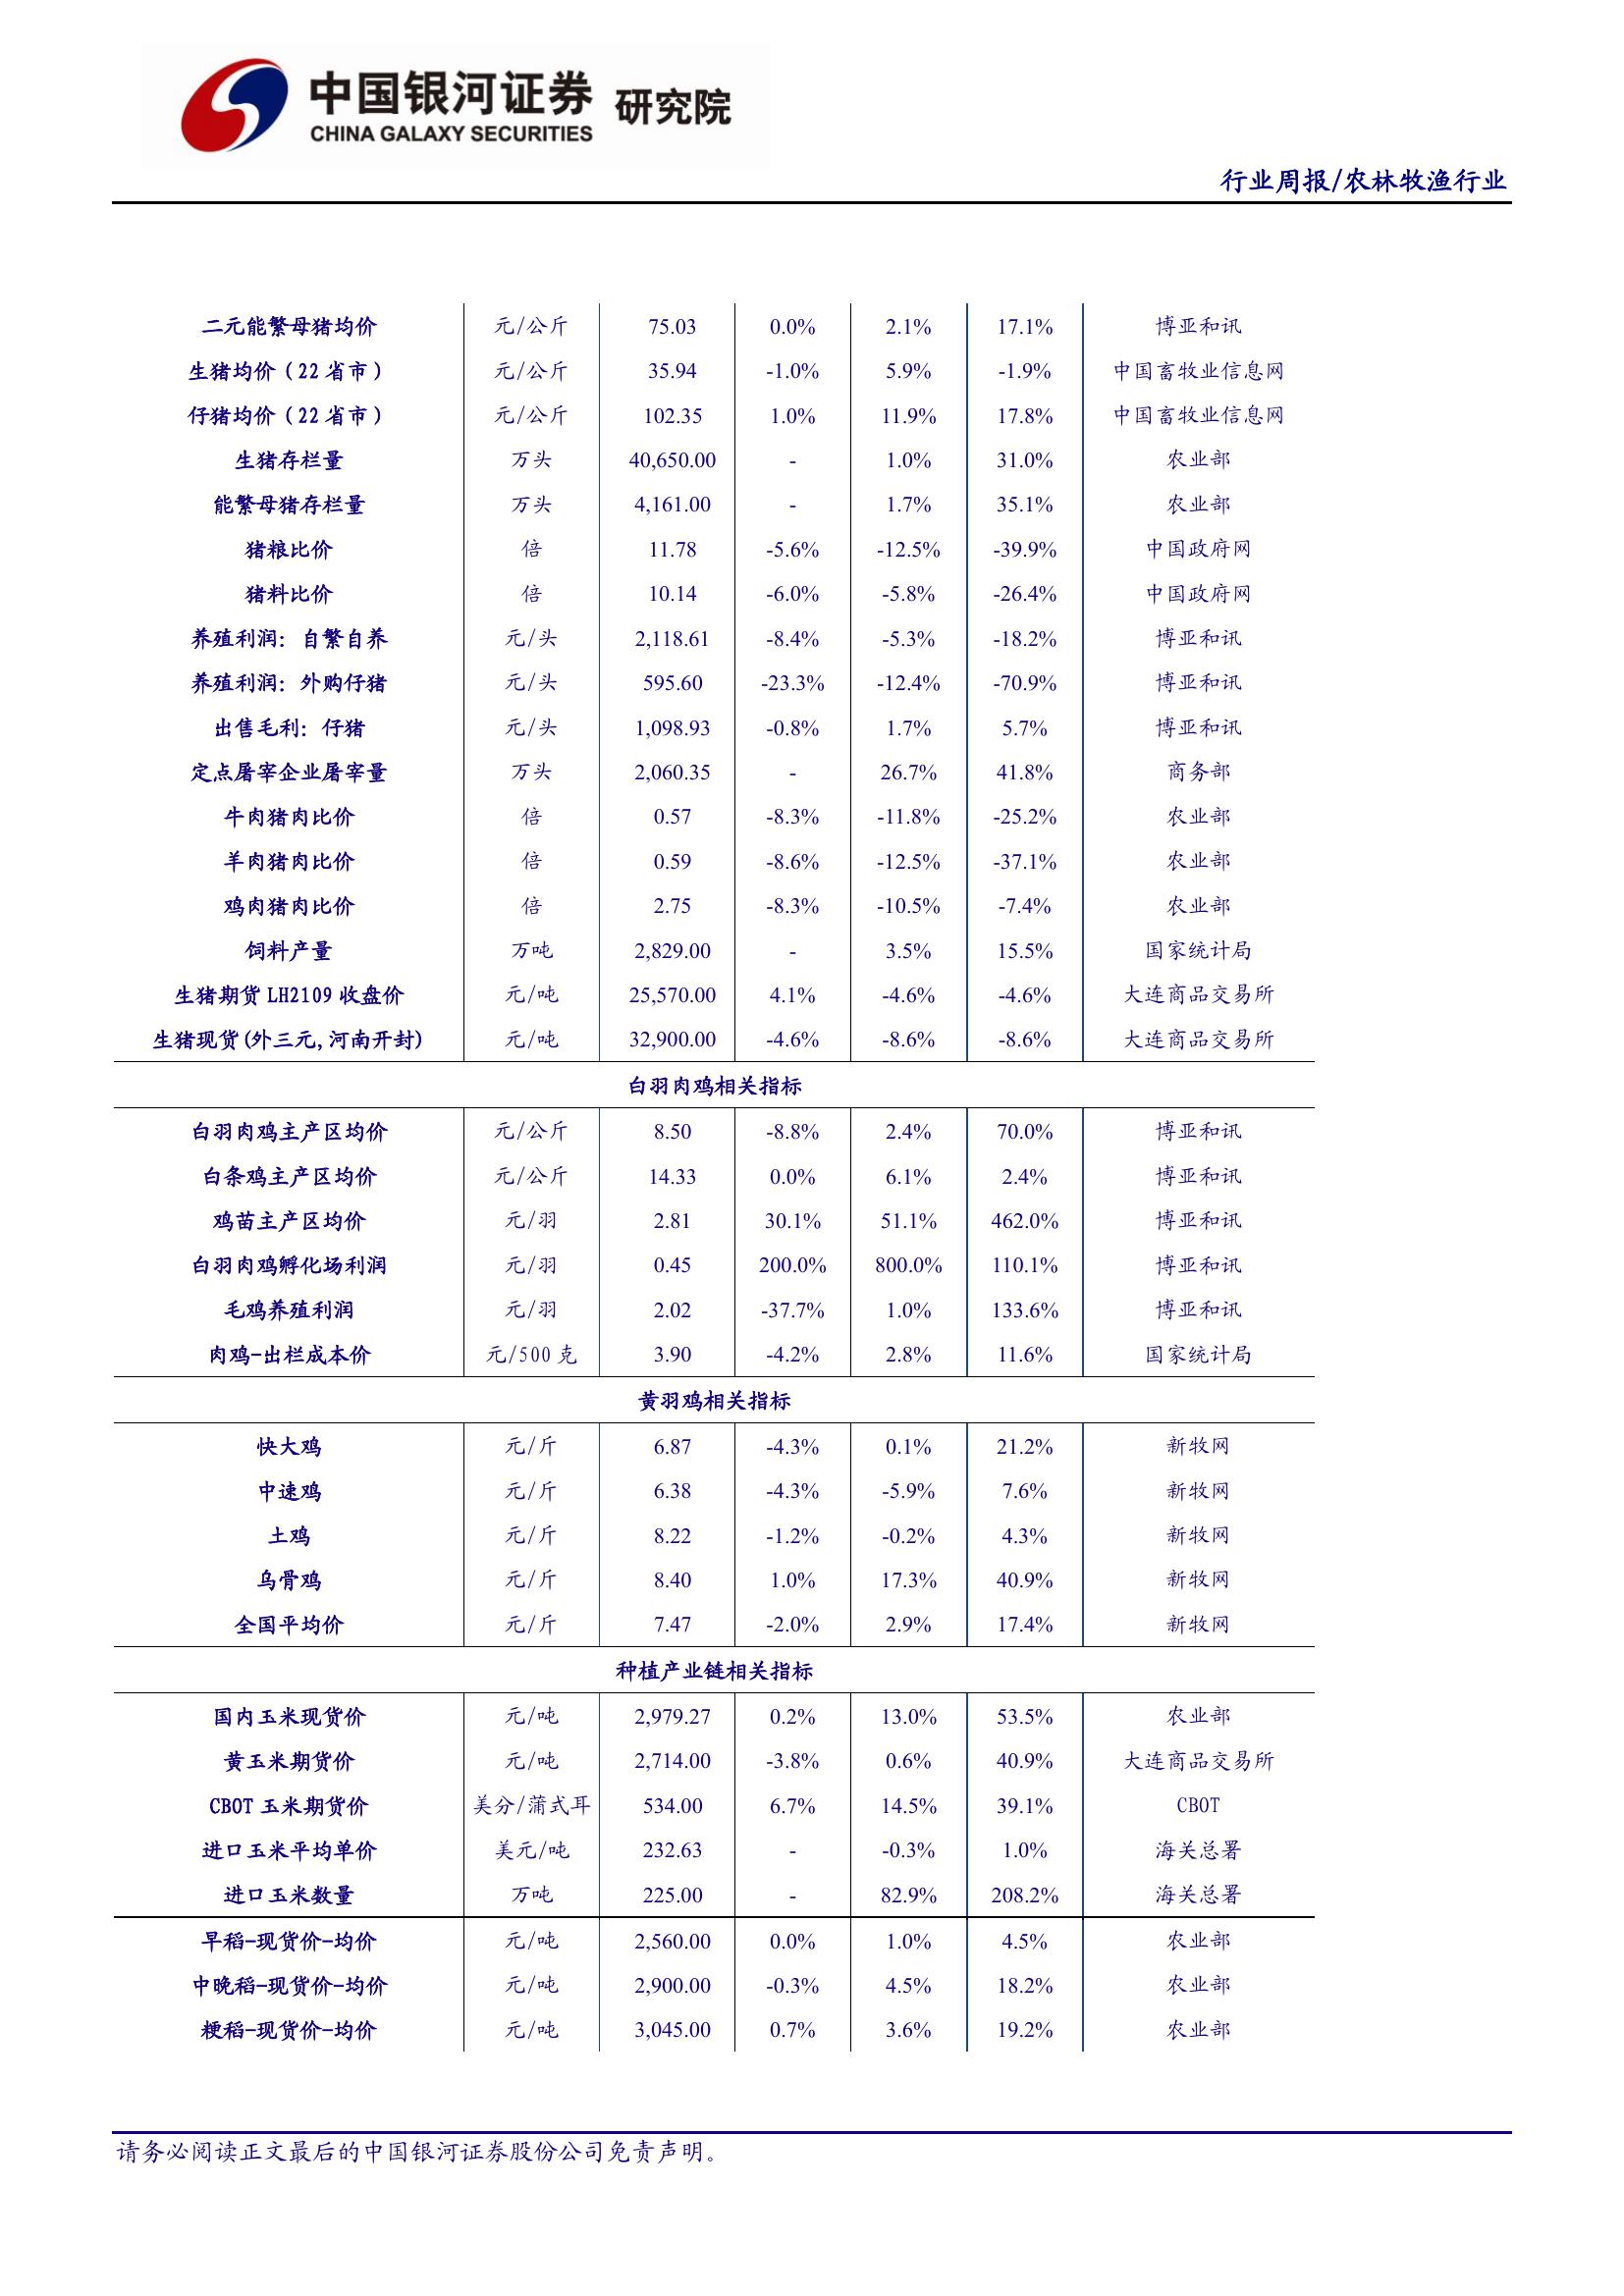 中国银河证券 研究院
CHINA GALAXY SECURITIES
行业周报/农林牧渔行业
二元能繁母猪均价 元/公斤 75.03 0.0% 2.1% 17.1% 博亚和讯
生猪均价（22 省市） 元/公斤 35.94 -1.0% 5.9% -1.9% 中国畜牧业信息网
仔猪均价（22 省市） 元/公斤 102.35 1.0% 11.9% 17.8% 中国畜牧业信息网
生猪存栏量 万头 40,650.00 - 1.0% 31.0% 农业部
能繁母猪存栏量 万头 4,161.00 - 1.7% 35.1% 农业部
猪粮比价 倍 11.78 -5.6% -12.5% -39.9% 中国政府网
猪料比价 倍 10.14 -6.0% -5.8% -26.4% 中国政府网
养殖利润：自繁自养 元/头 2,118.61 -8.4% -5.3% -18.2% 博亚和讯
养殖利润：外购仔猪 元/头 595.60 -23.3% -12.4% -70.9% 博亚和讯
出售毛利：仔猪 元/头 1,098.93 -0.8% 1.7% 5.7% 博亚和讯
定点屠宰企业屠宰量 万头 2,060.35 - 26.7% 41.8% 商务部
牛肉猪肉比价 倍 0.57 -8.3% -11.8% -25.2% 农业部
羊肉猪肉比价 倍 0.59 -8.6% -12.5% -37.1% 农业部
鸡肉猪肉比价 倍 2.75 -8.3% -10.5% -7.4% 农业部
饲料产量 万吨 2,829.00 - 3.5% 15.5% 国家统计局
生猪期货 LH2109 收盘价 元/吨 25,570.00 4.1% -4.6% -4.6% 大连商品交易所
生猪现货(外三元,河南开封) 元/吨 32,900.00 -4.6% -8.6% -8.6% 大连商品交易所
白羽肉鸡相关指标
白羽肉鸡主产区均价 元/公斤 8.50 -8.8% 2.4% 70.0% 博亚和讯
白条鸡主产区均价 元/公斤 14.33 0.0% 6.1% 2.4% 博亚和讯
鸡苗主产区均价 元/羽 2.81 30.1% 51.1% 462.0% 博亚和讯
白羽肉鸡孵化场利润 元/羽 0.45 200.0% 800.0% 110.1% 博亚和讯
毛鸡养殖利润 元/羽 2.02 -37.7% 1.0% 133.6% 博亚和讯
肉鸡-出栏成本价 元/500 克 3.90 -4.2% 2.8% 11.6% 国家统计局
黄羽鸡相关指标
快大鸡 元/斤 6.87 -4.3% 0.1% 21.2% 新牧网
中速鸡 元/斤 6.38 -4.3% -5.9% 7.6% 新牧网
土鸡 元/斤 8.22 -1.2% -0.2% 4.3% 新牧网
乌骨鸡 元/斤 8.40 1.0% 17.3% 40.9% 新牧网
全国平均价 元/斤 7.47 -2.0% 2.9% 17.4% 新牧网
种植产业链相关指标
国内玉米现货价 元/吨 2,979.27 0.2% 13.0% 53.5% 农业部
黄玉米期货价 元/吨 2,714.00 -3.8% 0.6% 40.9% 大连商品交易所
CBOT 玉米期货价 美分/蒲式耳 534.00 6.7% 14.5% 39.1% CBOT
进口玉米平均单价 美元/吨 232.63 - -0.3% 1.0% 海关总署
进口玉米数量 万吨 225.00 - 82.9% 208.2% 海关总署
早稻-现货价-均价 元/吨 2,560.00 0.0% 1.0% 4.5% 农业部
中晚稻-现货价-均价 元/吨 2,900.00 -0.3% 4.5% 18.2% 农业部
粳稻-现货价-均价 元/吨 3,045.00 0.7% 3.6% 19.2% 农业部
请务必阅读正文最后的中国银河证券股份公司免责声明。